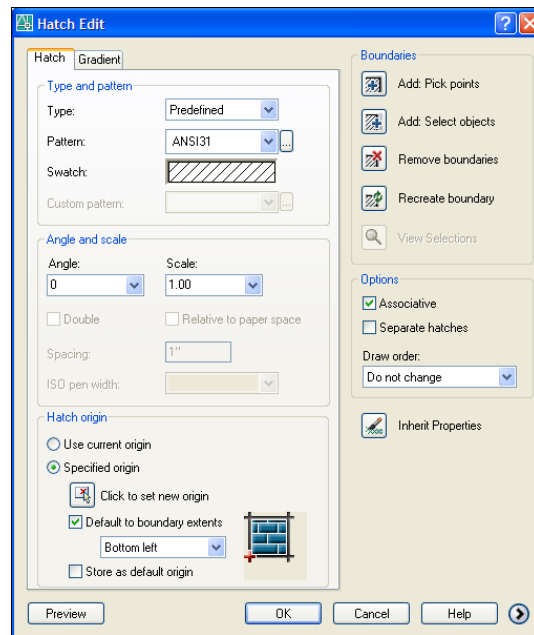 Hatch Edit
Hatch
Gradient
Type and pattern
Type:
Predefined
Pattern:
ANSI31
...
Swatch:
Custom pattern:
...
Angle and scale
Angle:
Scale:
0
1.00
Double
Relative to paper space
Spacing:
1"
ISO pen width:
Hatch origin
Use current origin
Specified origin
Click to set new origin
Default to boundary extents
Bottom left
Store as default origin
Boundaries
Add: Pick points
Add: Select objects
Remove boundaries
Recreate boundary
View Selections
Options
Associative
Separate hatches
Draw order:
Do not change
Inherit Properties
Preview
OK
Cancel
Help